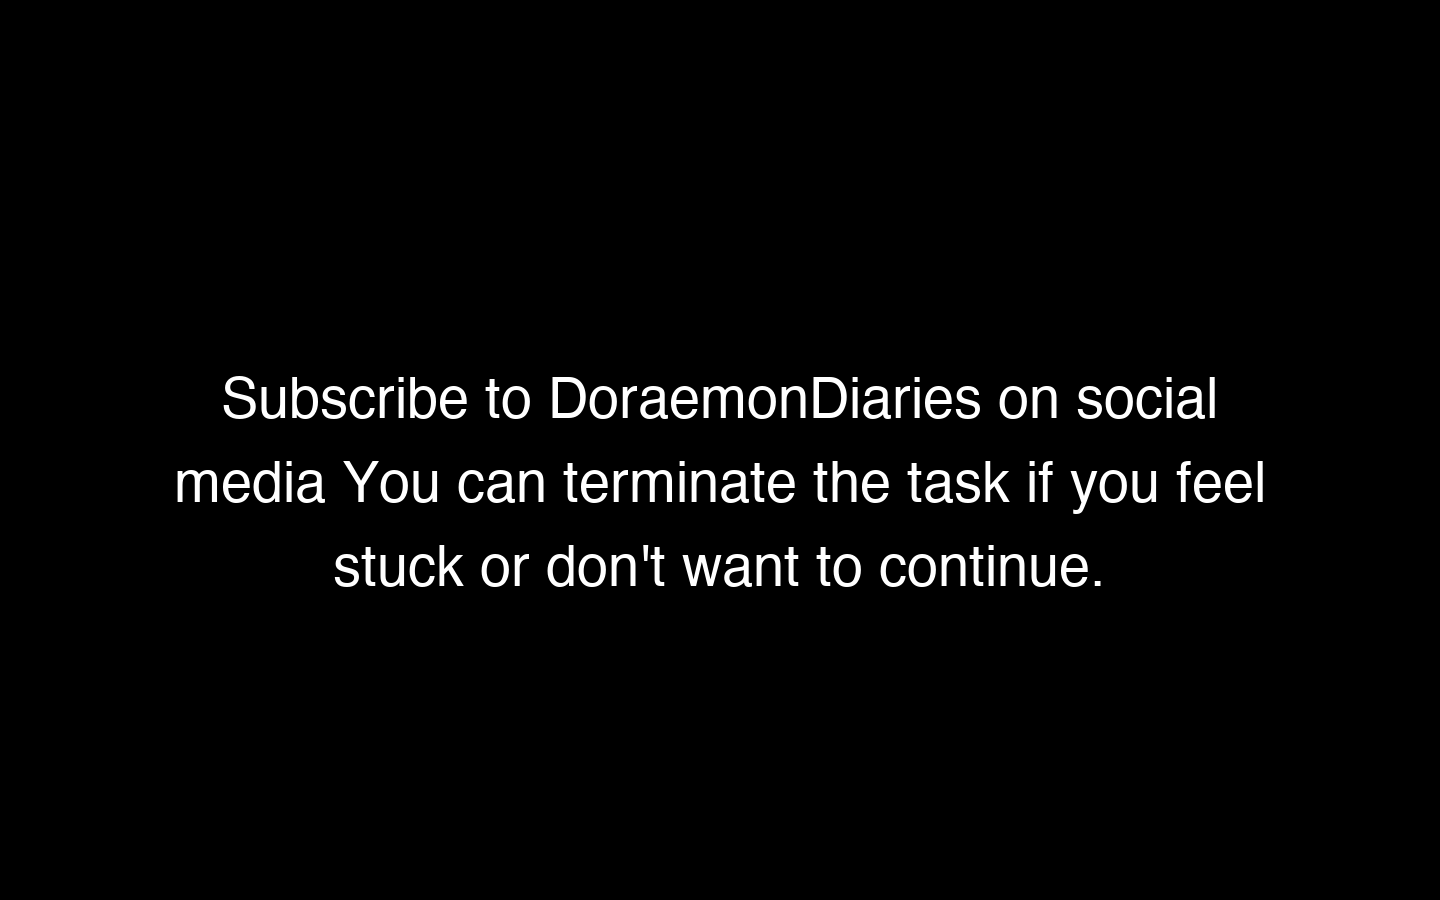 Subscribe to DoraemonDiaries on social
media You can terminate the task if you feel
stuck or don't want to continue.